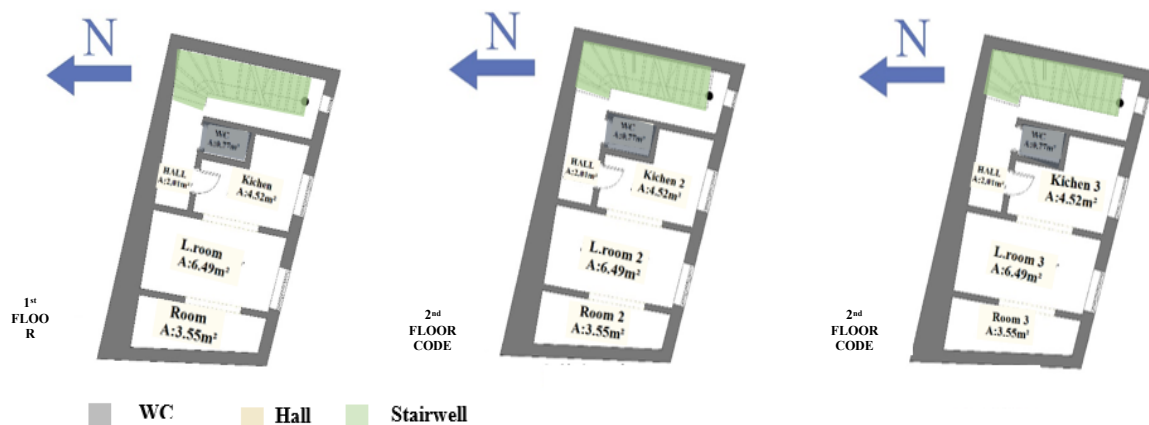 N
WC
A:0.77m²
HALL
A:2.01m²
Kichen
A:4.52m²
L.room
A:6.49m²
Room
A:3.55m²
1st
FLOO
R
N
WC
A:0.77m²
HALL
A:2.01m²
Kichen 2
A:4.52m²
L.room 2
A:6.49m²
Room 2
A:3.55m²
2nd
FLOOR
CODE
N
WC
A:0.77m²
HALL
A:2.01m²
Kichen 3
A:4.52m²
L.room 3
A:6.49m²
Room 3
A:3.55m²
2nd
FLOOR
CODE
WC
Hall
Stairwell